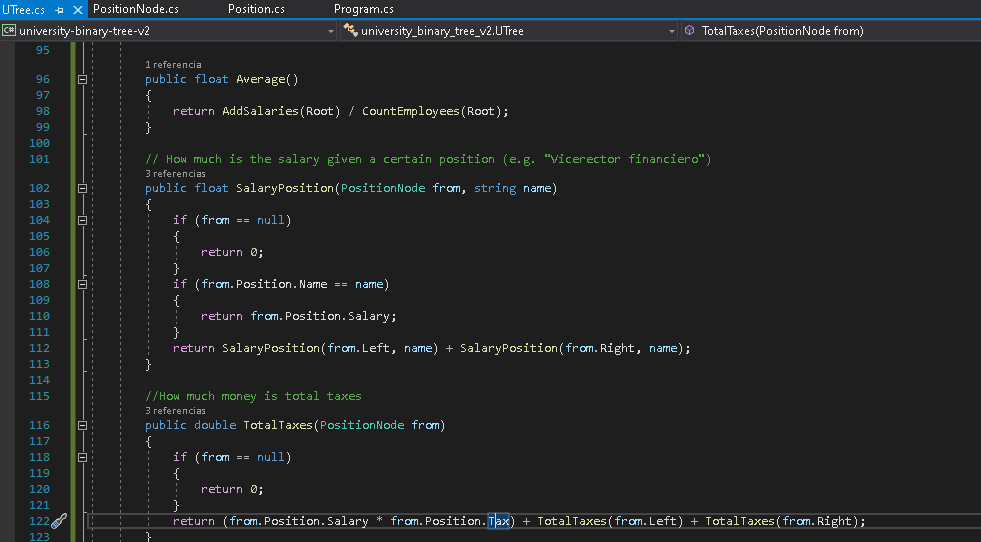 UTree.cs PositionNode.cs Position.cs Program.cs
C# university-binary-tree-v2 university_binary_tree_v2.UTree TotalTaxes(PositionNode from)
95
1 referencia
96 public float Average()
97 {
98 return AddSalaries(Root) / CountEmployees(Root);
99 }
100
101 // How much is the salary given a certain position (e.g. "Vicerector financiero")
3 referencias
102 public float SalaryPosition(PositionNode from, string name)
103 {
104 if (from == null)
105 {
106 return 0;
107 }
108 if (from.Position.Name == name)
109 {
110 return from.Position.Salary;
111 }
112 return SalaryPosition(from.Left, name) + SalaryPosition(from.Right, name);
113 }
114
115 //How much money is total taxes
3 referencias
116 public double TotalTaxes(PositionNode from)
117 {
118 if (from == null)
119 {
120 return 0;
121 }
122 return (from.Position.Salary * from.Position.Tax) + TotalTaxes(from.Left) + TotalTaxes(from.Right);
123 }